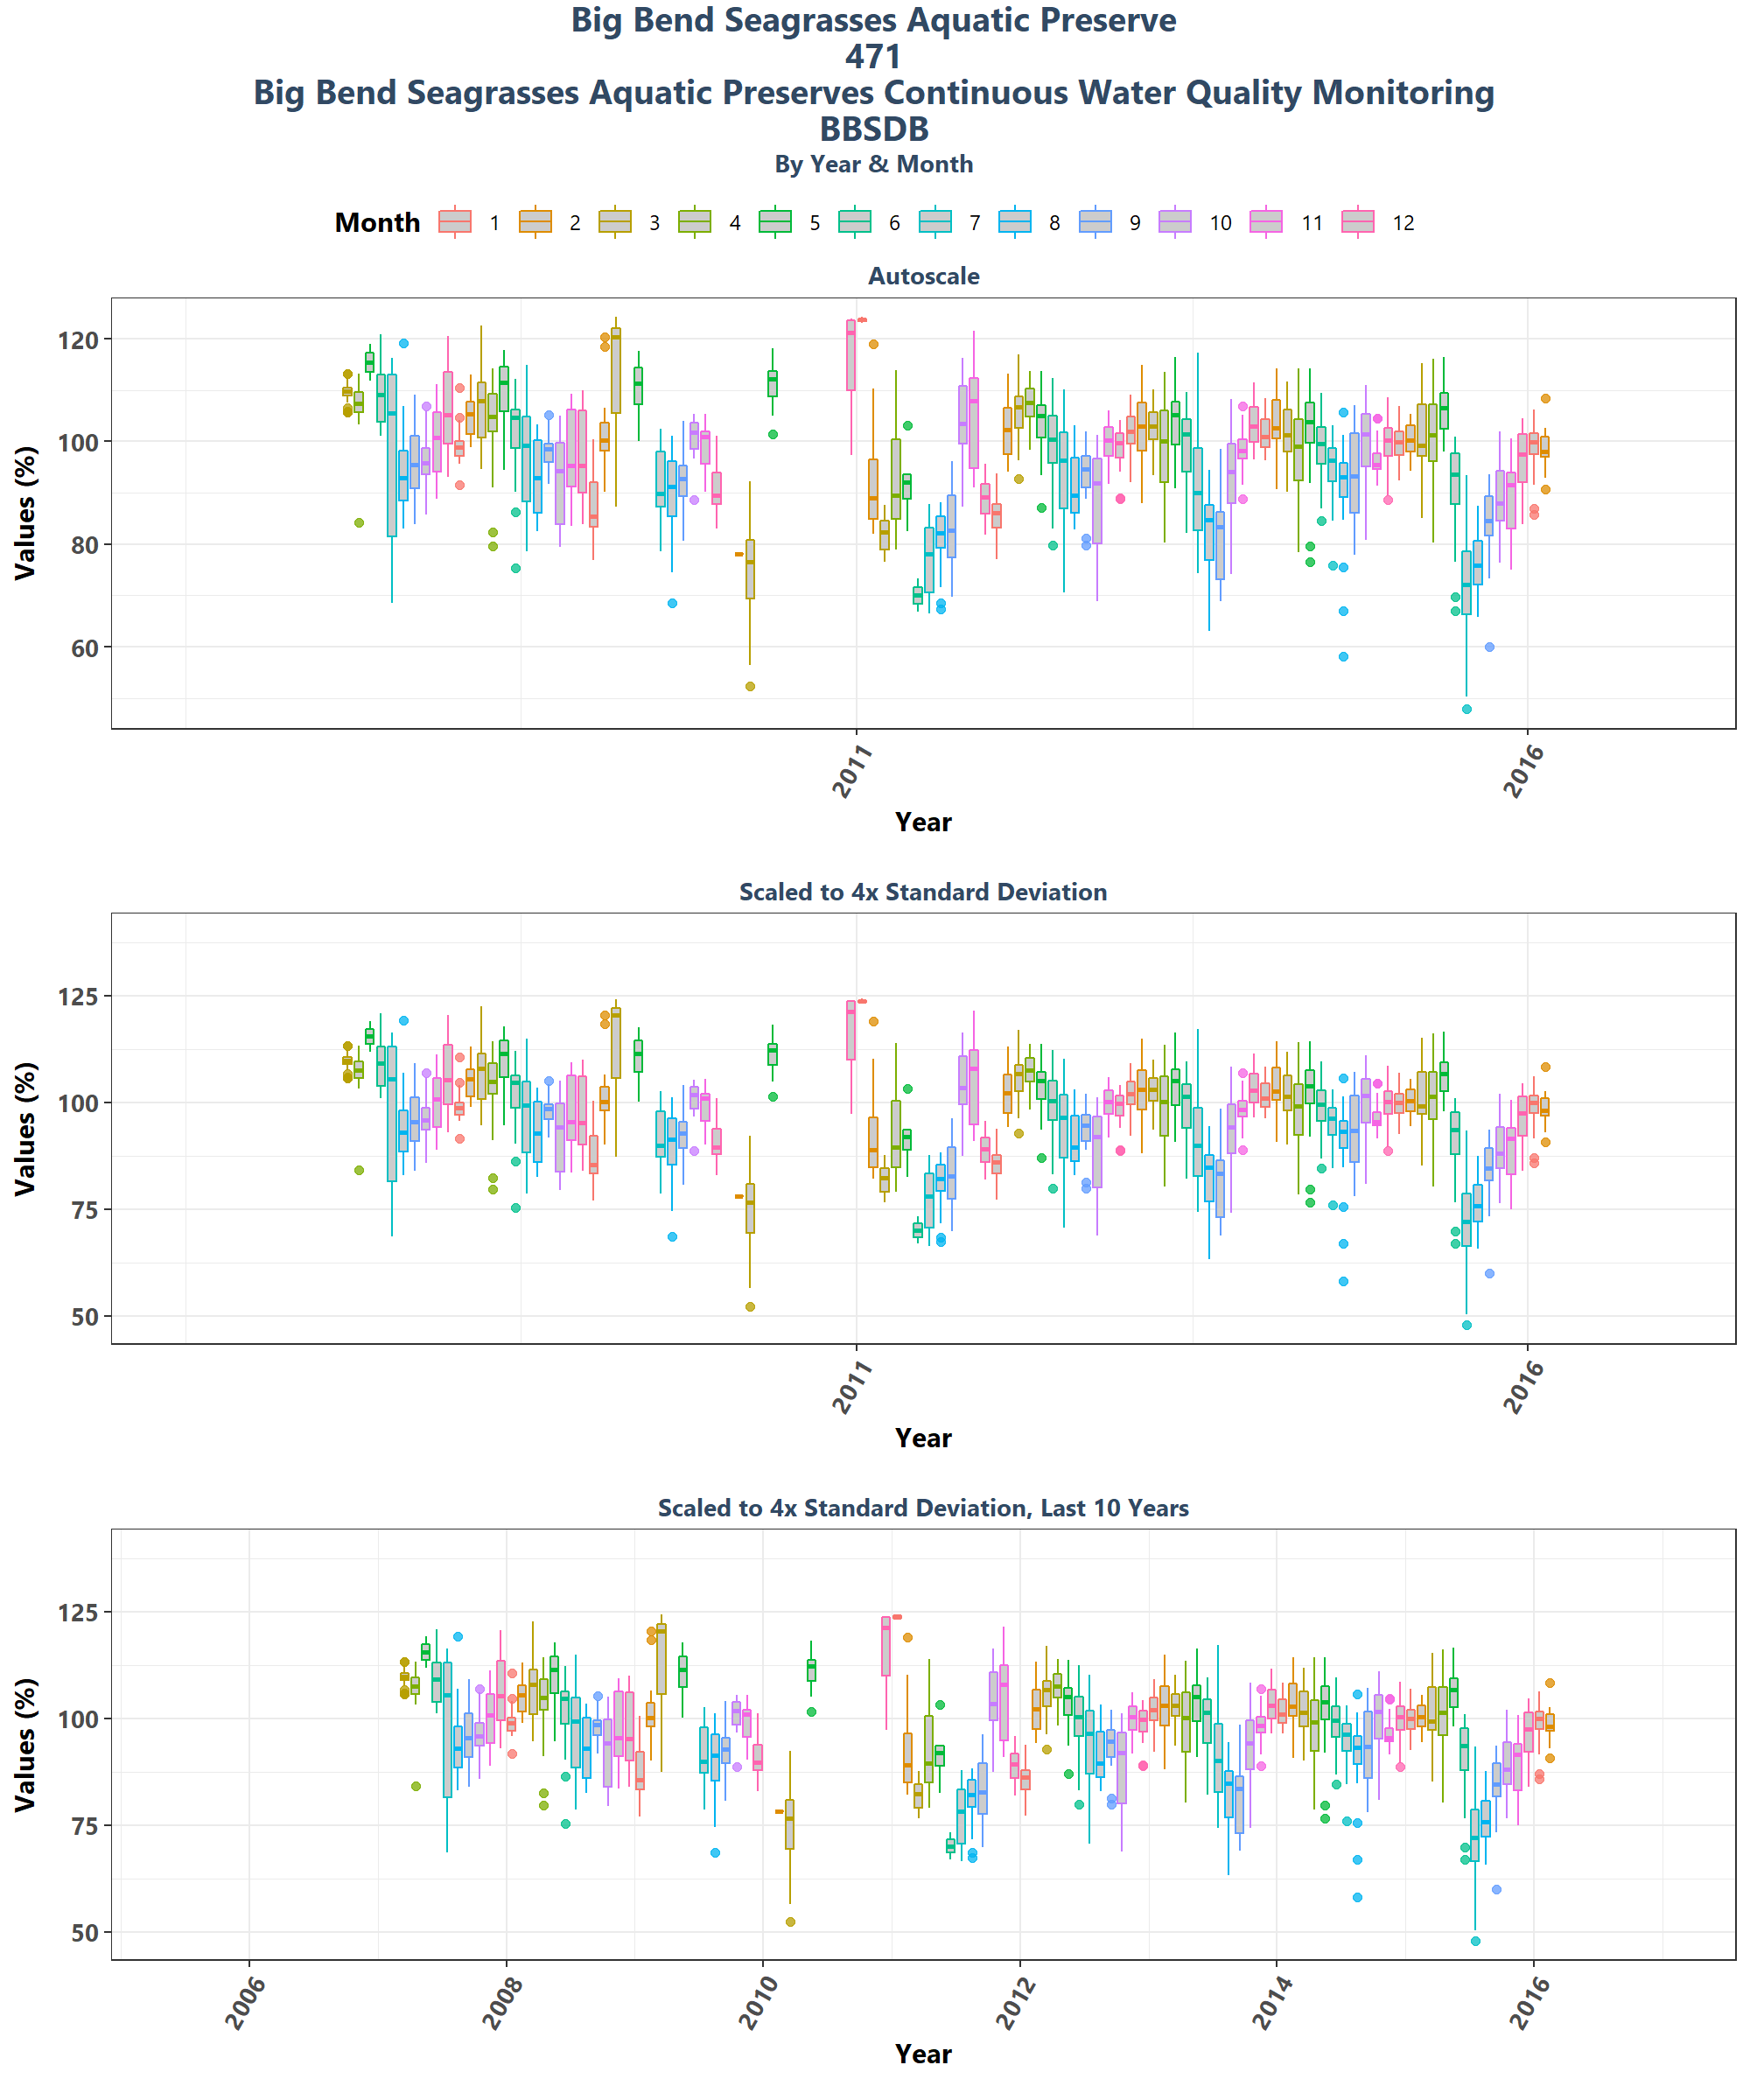 Big Bend Seagrasses Aquatic Preserve
471
Big Bend Seagrasses Aquatic Preserves Continuous Water Quality Monitoring
BBSDB
By Year & Month
Month 1 2 3 4 5 6 7 8 9 10 11 12
Autoscale
Values (%)
120
100
80
60
2011 2016
Year
Scaled to 4x Standard Deviation
Values (%)
125
100
75
50
2011 2016
Year
Scaled to 4x Standard Deviation, Last 10 Years
Values (%)
125
100
75
50
2006 2008 2010 2012 2014 2016
Year